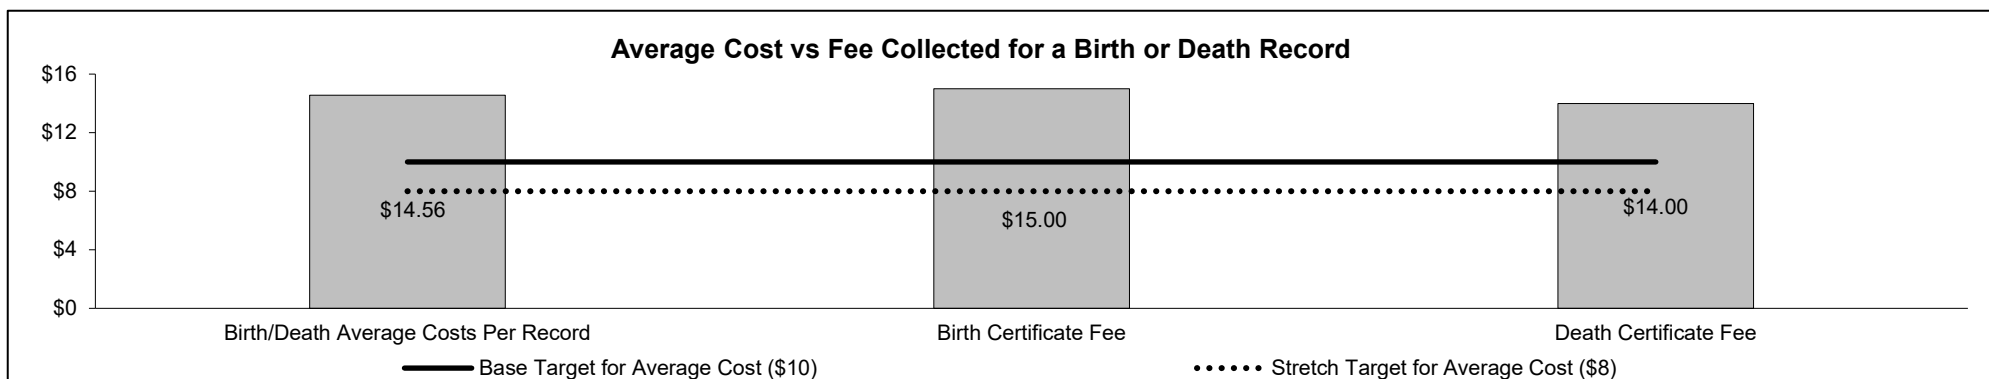 Average Cost vs Fee Collected for a Birth or Death Record
$16
$12
$8
$4
$0
$14.56
$15.00
$14.00
Birth/Death Average Costs Per Record
Birth Certificate Fee
Death Certificate Fee
Base Target for Average Cost ($10)
Stretch Target for Average Cost ($8)